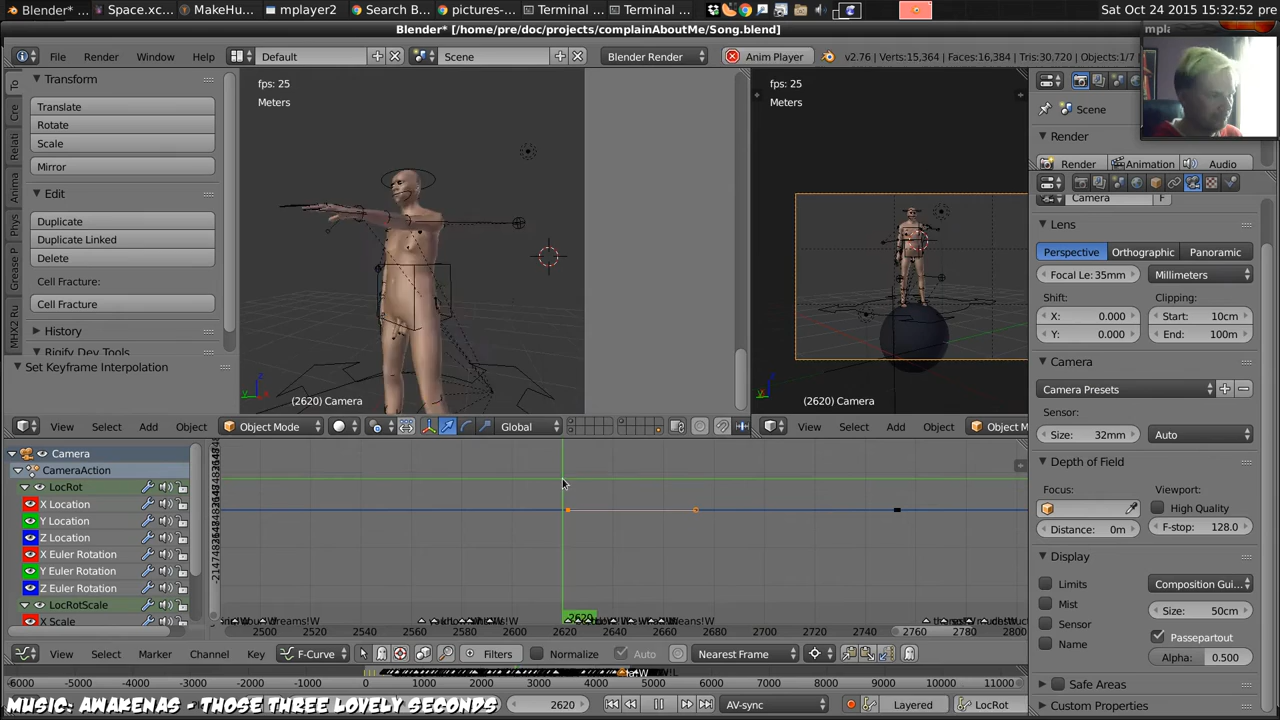 Blender* Space.xc... MakeHu... mplayer2 Search B... pictures-... Terminal ... Terminal ... Sat Oct 24 2015 15:32:52
Blender* [/home/pre/doc/projects/complainAboutMe/Song.blend]
mpla
File Render Window Help Default Scene Blender Render Anim Player v2.76 | Verts:15,364 | Faces:16,384 | Tris:30,720 | Objects:1/7
Transform
Translate
Rotate
Scale
Mirror
Edit
Duplicate
Duplicate Linked
Delete
Cell Fracture:
Cell Fracture
History
Rigify Dev Tools
Set Keyframe Interpolation
To
Cre
Relati
Anima
Phys
Grease P
MHX2 Ru
fps: 25
Meters
(2620) Camera
fps: 25
Meters
(2620) Camera
View Select Add Object Object Mode Global
View Select Add Object Object M
Scene
Render
Render Animation Audio
Camera F
Lens
Perspective Orthographic Panoramic
Focal Le: 35mm Millimeters
Shift: Clipping:
X: 0.000 Start: 10cm
Y: 0.000 End: 100m
Camera
Camera Presets
Sensor:
Size: 32mm Auto
Depth of Field
Focus: Viewport:
High Quality
Distance: 0m F-stop: 128.0
Display
Limits Composition Gui...
Mist Size: 50cm
Sensor Passepartout
Name Alpha: 0.500
Safe Areas
Custom Properties
Camera
CameraAction
LocRot
X Location
Y Location
Z Location
X Euler Rotation
Y Euler Rotation
Z Euler Rotation
LocRotScale
X Scale
2620
2500 2520 2540 2560 2580 2600 2620 2640 2660 2680 2700 2720 2740 2760 2780 2800
View Select Marker Channel Key F-Curve Filters Normalize Auto Nearest Frame
-6000 -5000 -4000 -3000 -2000 -1000 0 1000 2000 3000 4000 5000 6000 7000 8000 9000 10000 11000
MUSIC: AWAKENAS - THOSE THREE LOVELY SECONDS 2620 AV-sync Layered LocRot